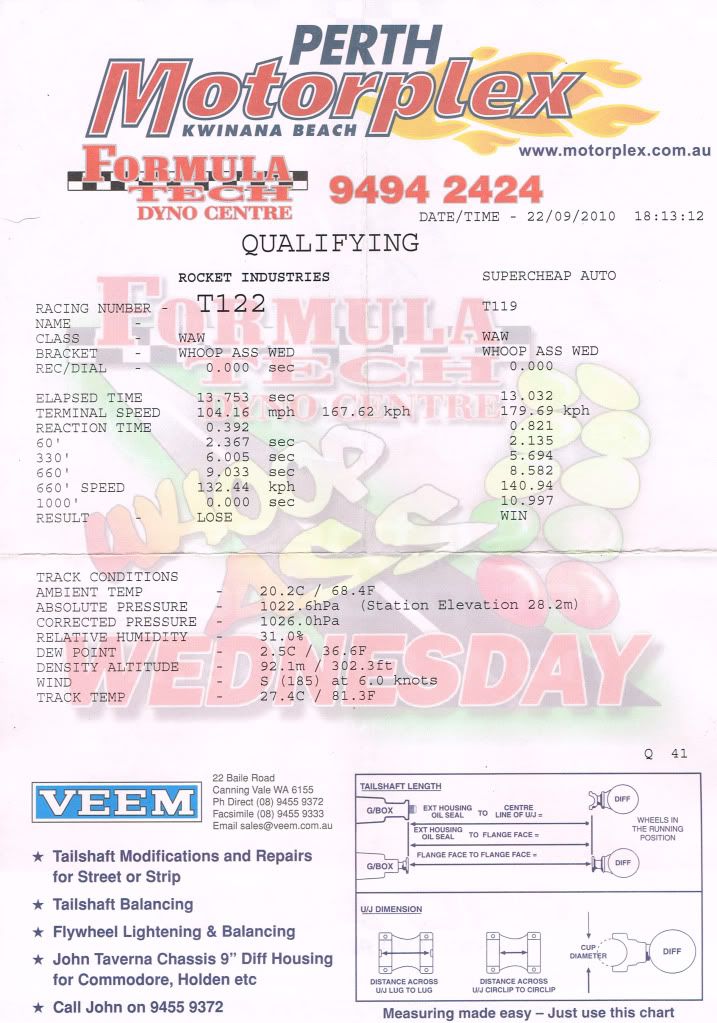 PERTH
Motorplex
KWINANA BEACH
www.motorplex.com.au
FORMULA
TECH
DYNO CENTRE
9494 2424
DATE/TIME - 22/09/2010 18:13:12
QUALIFYING
ROCKET INDUSTRIES SUPERCHEAP AUTO
RACING NUMBER - T122 T119
NAME -
CLASS - WAW WAW
BRACKET - WHOOP ASS WED WHOOP ASS WED
REC/DIAL - 0.000 sec 0.000
ELAPSED TIME 13.753 sec 13.032
TERMINAL SPEED 104.16 mph 167.62 kph 179.69 kph
REACTION TIME 0.392 0.821
60' 2.367 sec 2.135
330' 6.005 sec 5.694
660' 9.033 sec 8.582
660' SPEED 132.44 kph 140.94
1000' 0.000 sec 10.997
RESULT - LOSE WIN
FORMULA
TECH
DYNO CENTRE
WHOOP
ASS
WEDNESDAY
TRACK CONDITIONS
AMBIENT TEMP - 20.2C / 68.4F
ABSOLUTE PRESSURE - 1022.6hPa (Station Elevation 28.2m)
CORRECTED PRESSURE - 1026.0hPa
RELATIVE HUMIDITY - 31.0%
DEW POINT - 2.5C / 36.6F
DENSITY ALTITUDE - 92.1m / 302.3ft
WIND - S (185) at 6.0 knots
TRACK TEMP - 27.4C / 81.3F
Q 41
VEEM
22 Baile Road
Canning Vale WA 6155
Ph Direct (08) 9455 9372
Facsimile (08) 9455 9333
Email sales@veem.com.au
★ Tailshaft Modifications and Repairs
for Street or Strip
★ Tailshaft Balancing
★ Flywheel Lightening & Balancing
★ John Taverna Chassis 9” Diff Housing
for Commodore, Holden etc
★ Call John on 9455 9372
TAILSHAFT LENGTH
G/BOX
EXT HOUSING OIL SEAL TO CENTRE LINE OF U/J =
DIFF
EXT HOUSING OIL SEAL TO FLANGE FACE =
WHEELS IN THE RUNNING POSITION
G/BOX
FLANGE FACE TO FLANGE FACE =
DIFF
U/J DIMENSION
DISTANCE ACROSS
U/J LUG TO LUG
DISTANCE ACROSS
U/J CIRCLIP TO CIRCLIP
CUP
DIAMETER
DIFF
Measuring made easy – Just use this chart